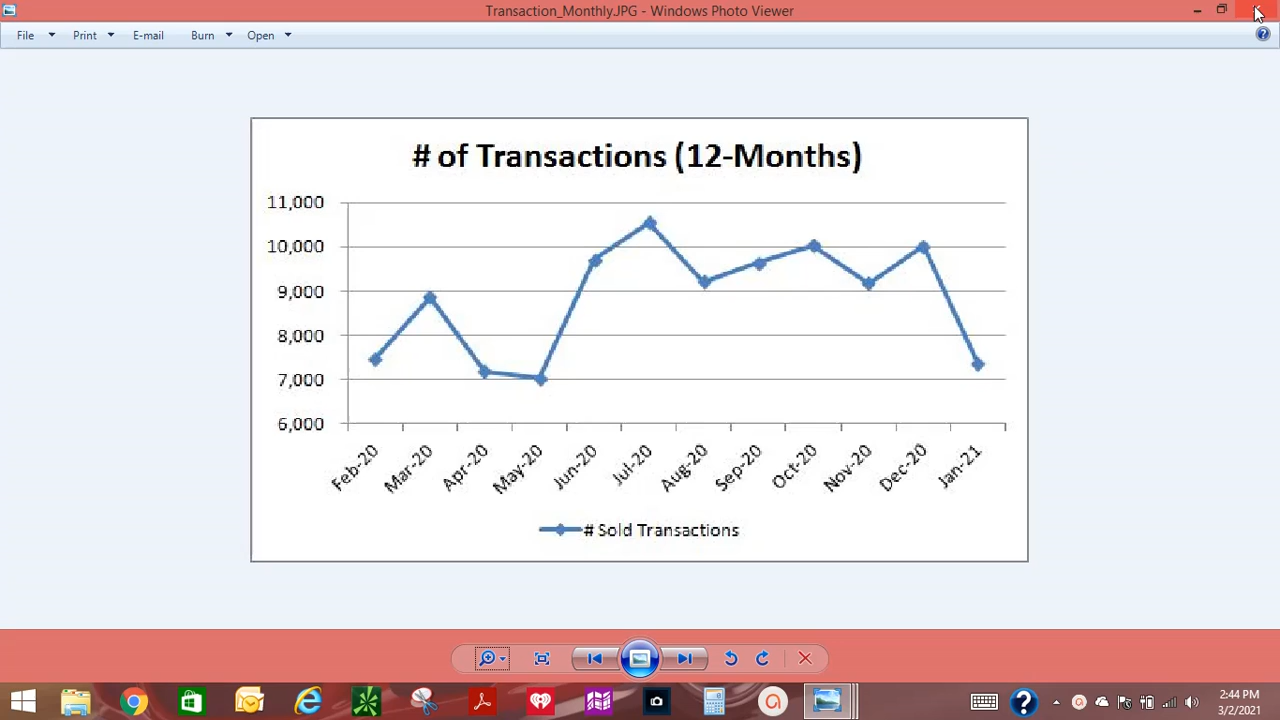 Transaction_Monthly.JPG - Windows Photo Viewer
File Print E-mail Burn Open
# of Transactions (12-Months)
11,000
10,000
9,000
8,000
7,000
6,000
Feb-20 Mar-20 Apr-20 May-20 Jun-20 Jul-20 Aug-20 Sep-20 Oct-20 Nov-20 Dec-20 Jan-21
# Sold Transactions
2:44 PM
3/2/2021